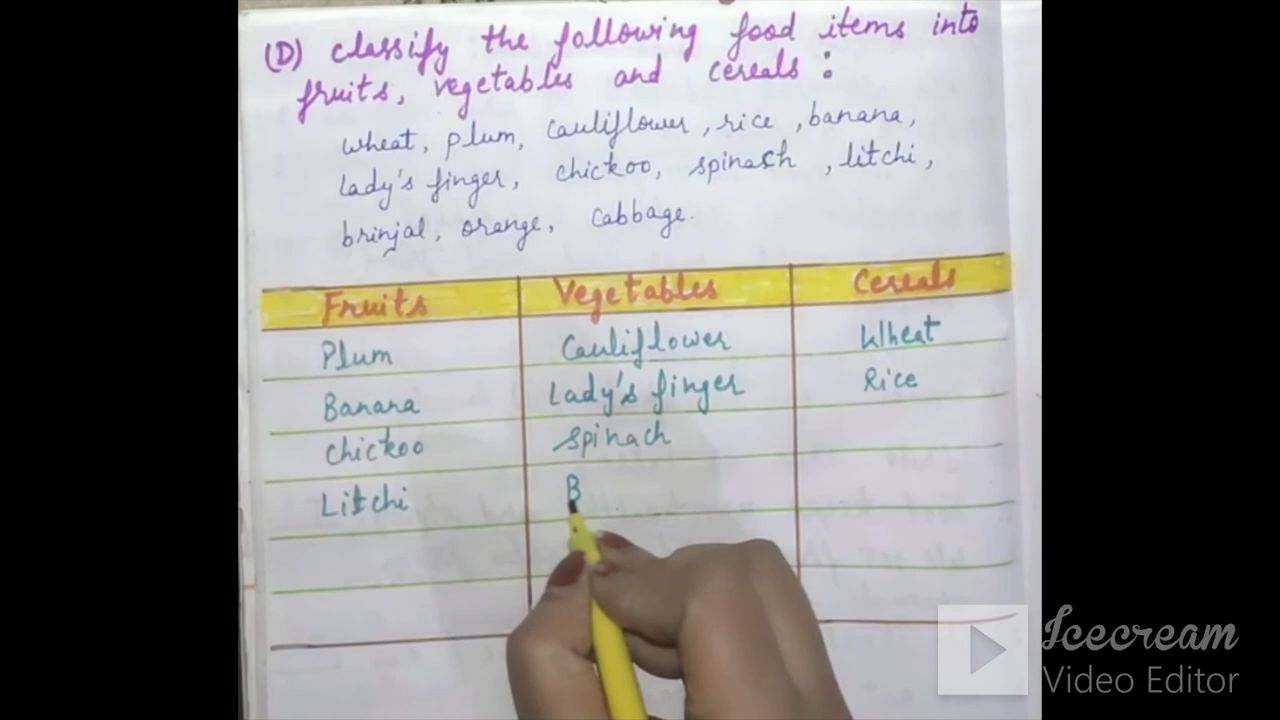 (D) Classify the following food items into
fruits, vegetables and cereals :
wheat, plum, cauliflower, rice, banana,
lady's finger, chickoo, spinach, litchi,
brinjal, orange, cabbage.
Fruits Vegetables Cereals
Plum Cauliflower Wheat
Banana Lady's finger Rice
Chickoo Spinach
Litchi B
Icecream
Video Editor